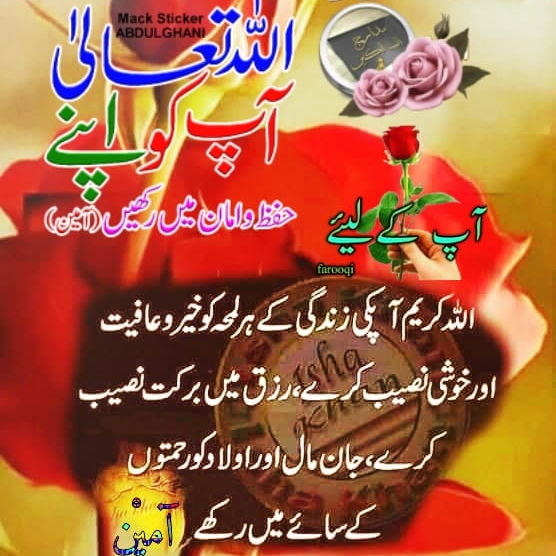 Mack Sticker
ABDULGHANI
اللہ تعالیٰ
آپ کو اپنے
حفظ و امان میں رکھیں (آمین)
آپ کے لیئے
farooqi
اللہ کریم آپکی زندگی کے ہر لمحہ کو خیر و عافیت
اور خوشی نصیب کرے، رزق میں برکت نصیب
کرے، جان مال اور اولاد کو رحمتوں
کے سائے میں رکھے
آمین